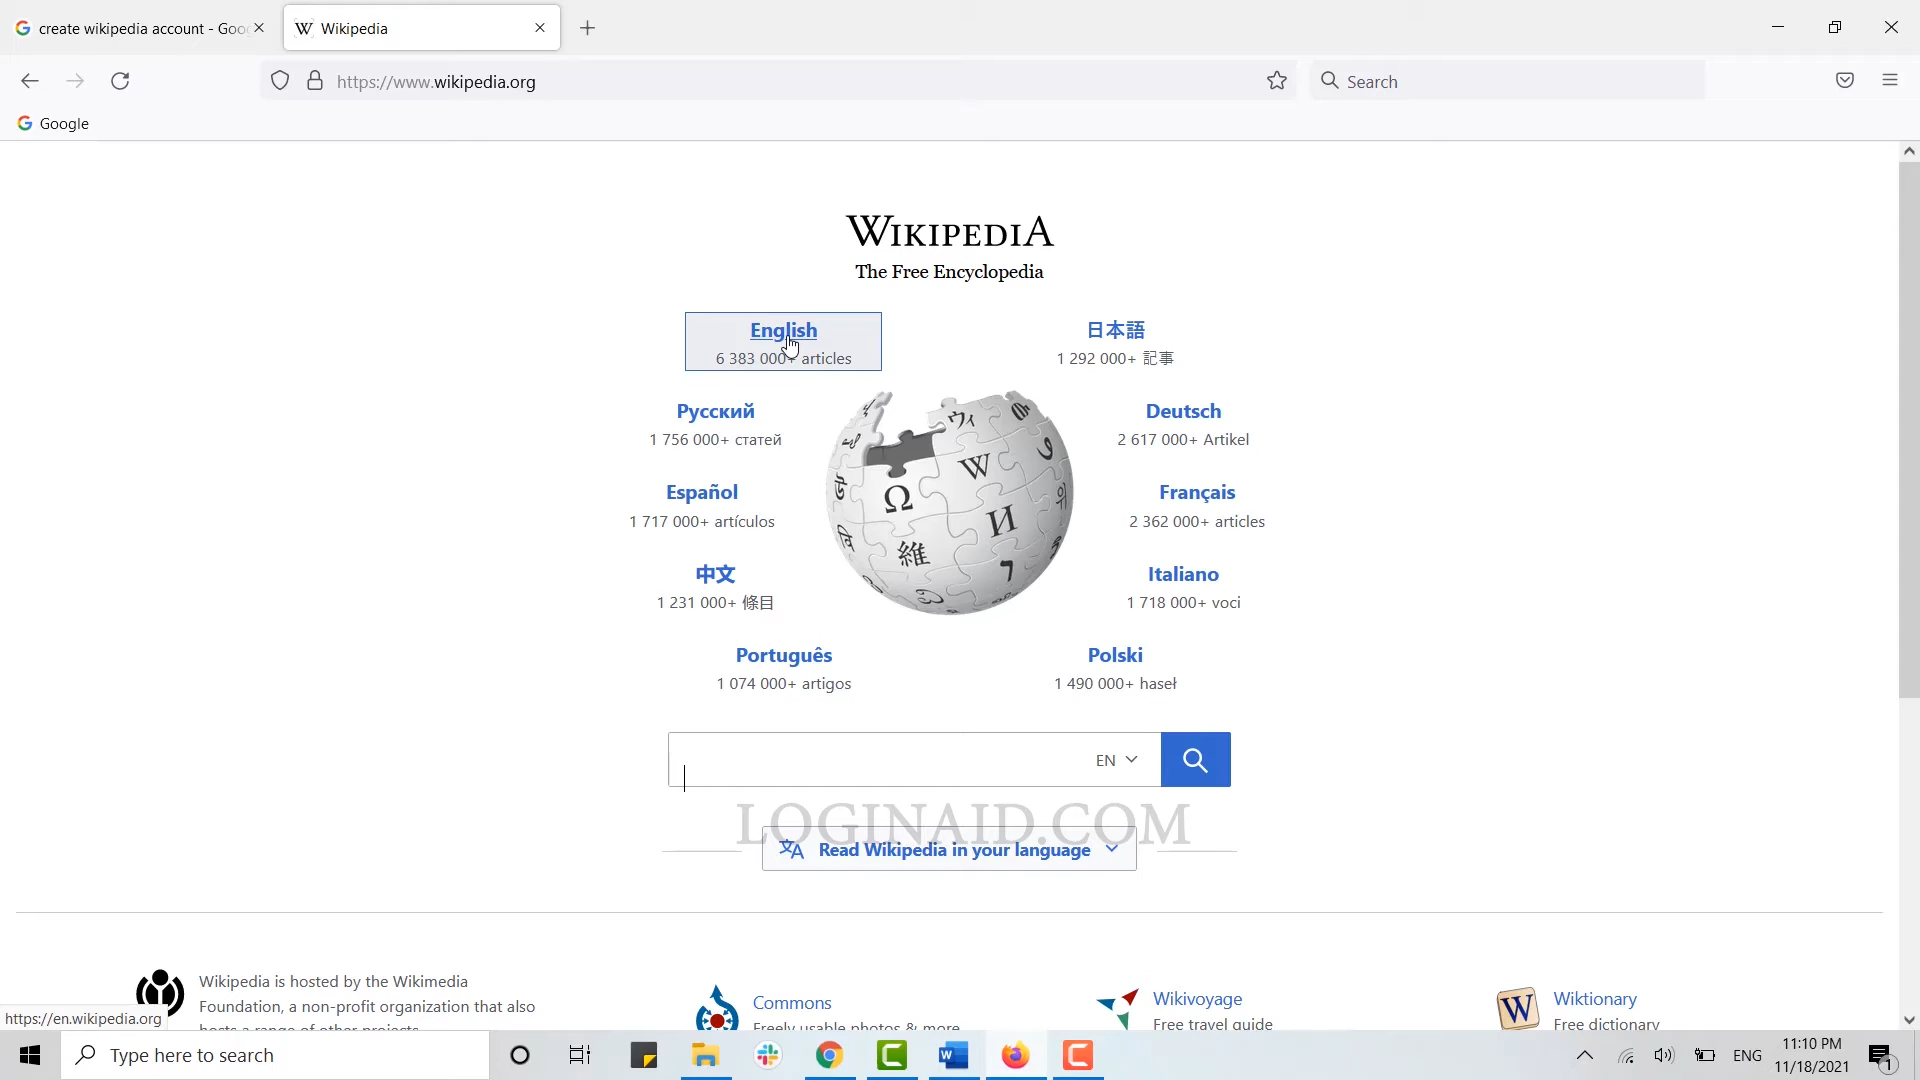 create wikipedia account - Goo
Wikipedia
https://www.wikipedia.org
Search
Google
WIKIPEDIA
The Free Encyclopedia
English
6 383 000+ articles
日本語
1 292 000+ 記事
Русский
1 756 000+ статей
Deutsch
2 617 000+ Artikel
Español
1 717 000+ artículos
Français
2 362 000+ articles
中文
1 231 000+ 條目
Italiano
1 718 000+ voci
Português
1 074 000+ artigos
Polski
1 490 000+ haseł
Ω
W
И
維
ウィ
7
EN
LOGINAID.COM
Read Wikipedia in your language
Wikipedia is hosted by the Wikimedia
Foundation, a non-profit organization that also
hosts a range of other projects.
Commons
Freely usable photos & more
Wikivoyage
Free travel guide
W
Wiktionary
Free dictionary
https://en.wikipedia.org
Type here to search
ENG
11:10 PM
11/18/2021
1